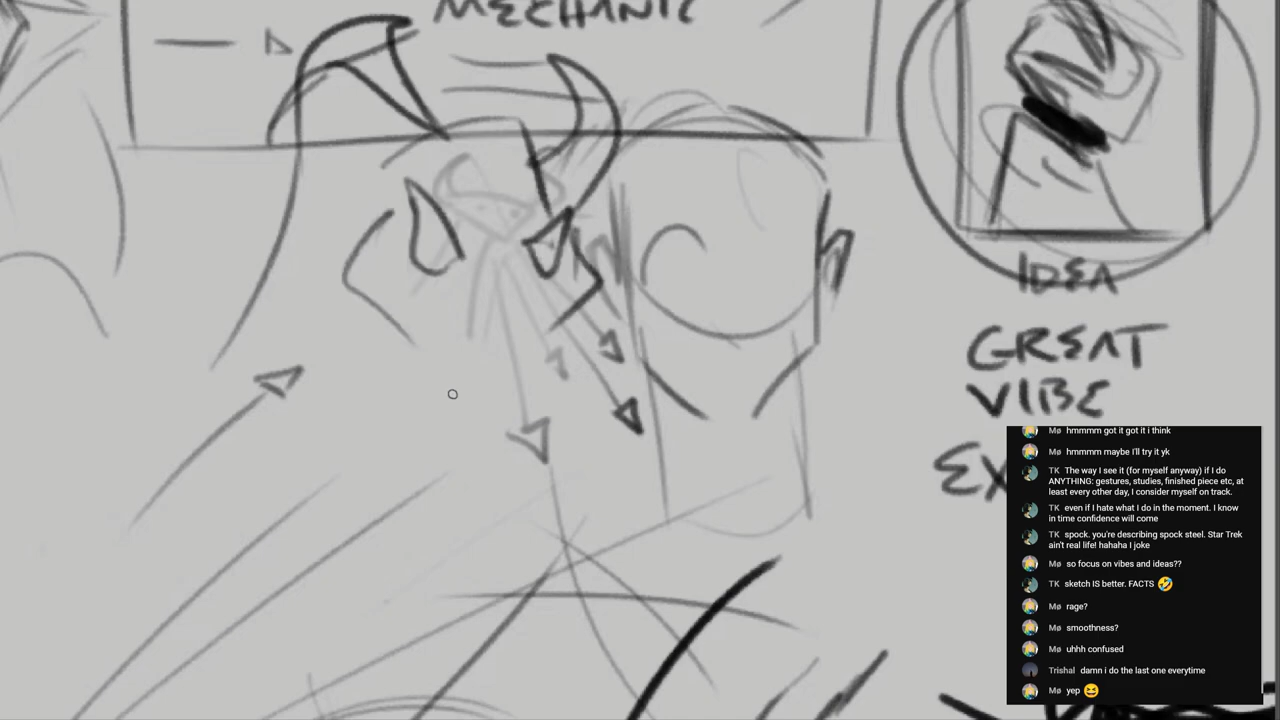 MECHANIC
IDEA
GREAT
VIBE
EX
Mø hmmmm got it got it i think
Mø hmmmm maybe I'll try it yk
TK The way I see it (for myself anyway) if I do
ANYTHING: gestures, studies, finished piece etc, at
least every other day, I consider myself on track.
TK even if I hate what I do in the moment. I know
in time confidence will come
TK spock. you're describing spock steel. Star Trek
ain't real life! hahaha I joke
Mø so focus on vibes and ideas??
TK sketch IS better. FACTS 🤣
Mø rage?
Mø smoothness?
Mø uhhh confused
Trishal damn i do the last one everytime
Mø yep 😆